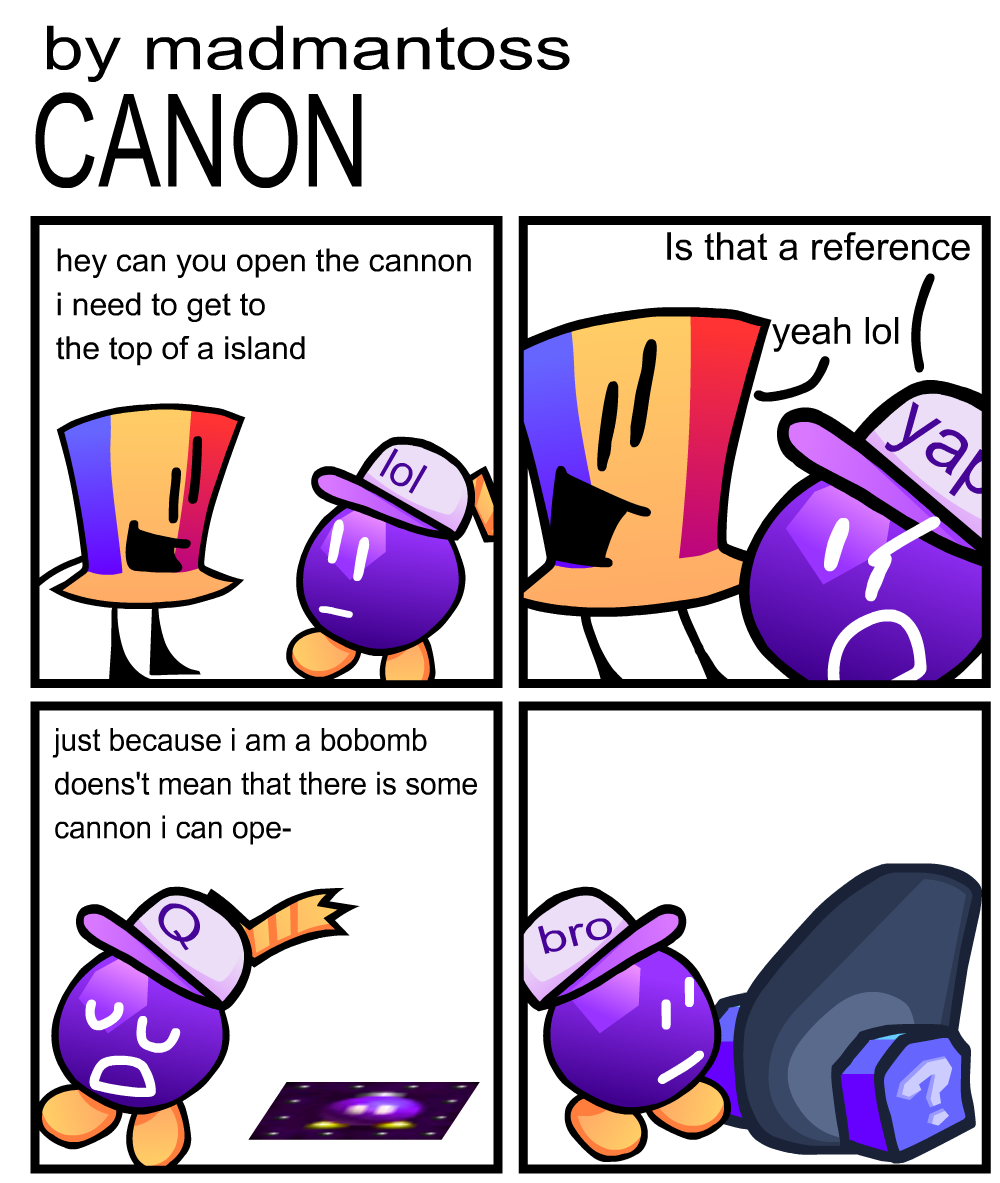 by madmantoss
CANON
hey can you open the cannon
i need to get to
the top of a island
lol
Is that a reference
yeah lol
yap
just because i am a bobomb
doens't mean that there is some
cannon i can ope-
Q
bro
?